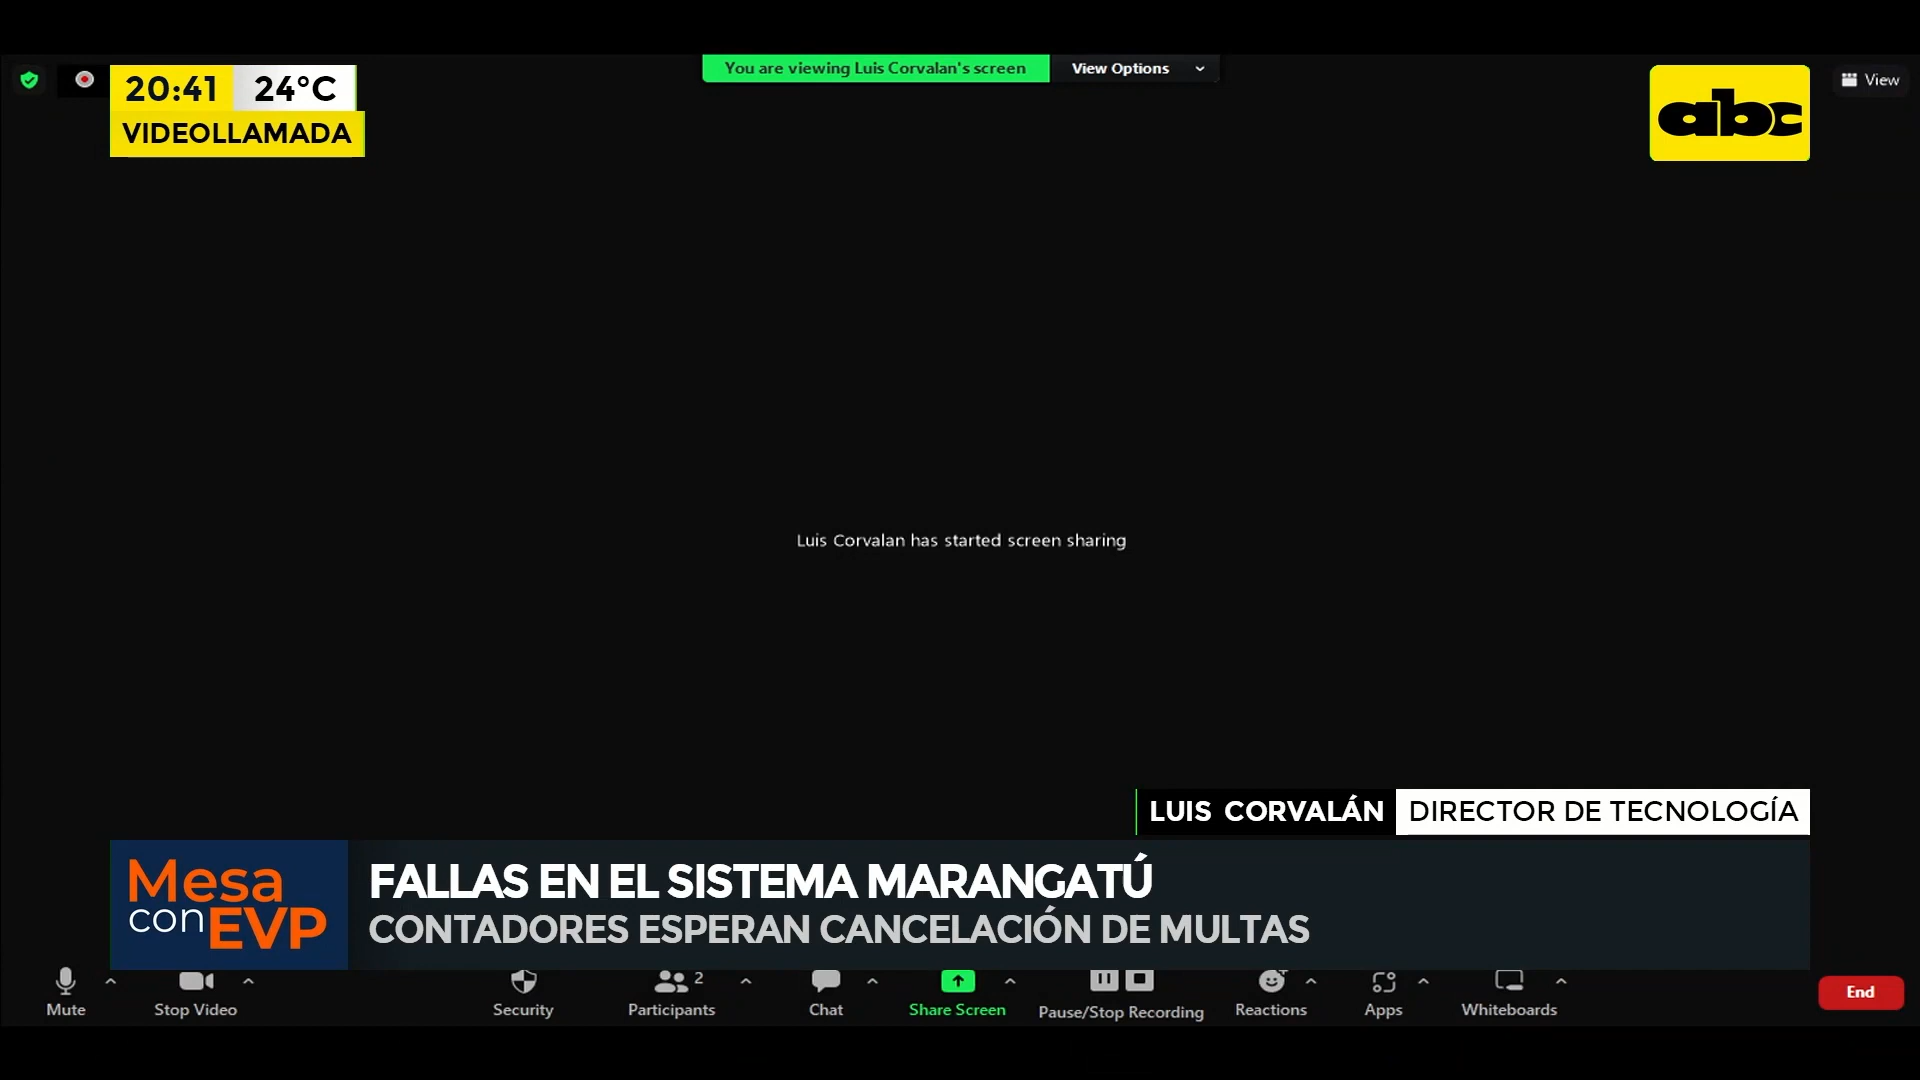 You are viewing Luis Corvalan's screen
View Options
View
20:41 24°C
VIDEOLLAMADA
abc
Luis Corvalan has started screen sharing
LUIS CORVALÁN DIRECTOR DE TECNOLOGÍA
Mesa
con EVP
FALLAS EN EL SISTEMA MARANGATÚ
CONTADORES ESPERAN CANCELACIÓN DE MULTAS
2
Mute
Stop Video
Security
Participants
Chat
Share Screen
Pause/Stop Recording
Reactions
Apps
Whiteboards
End